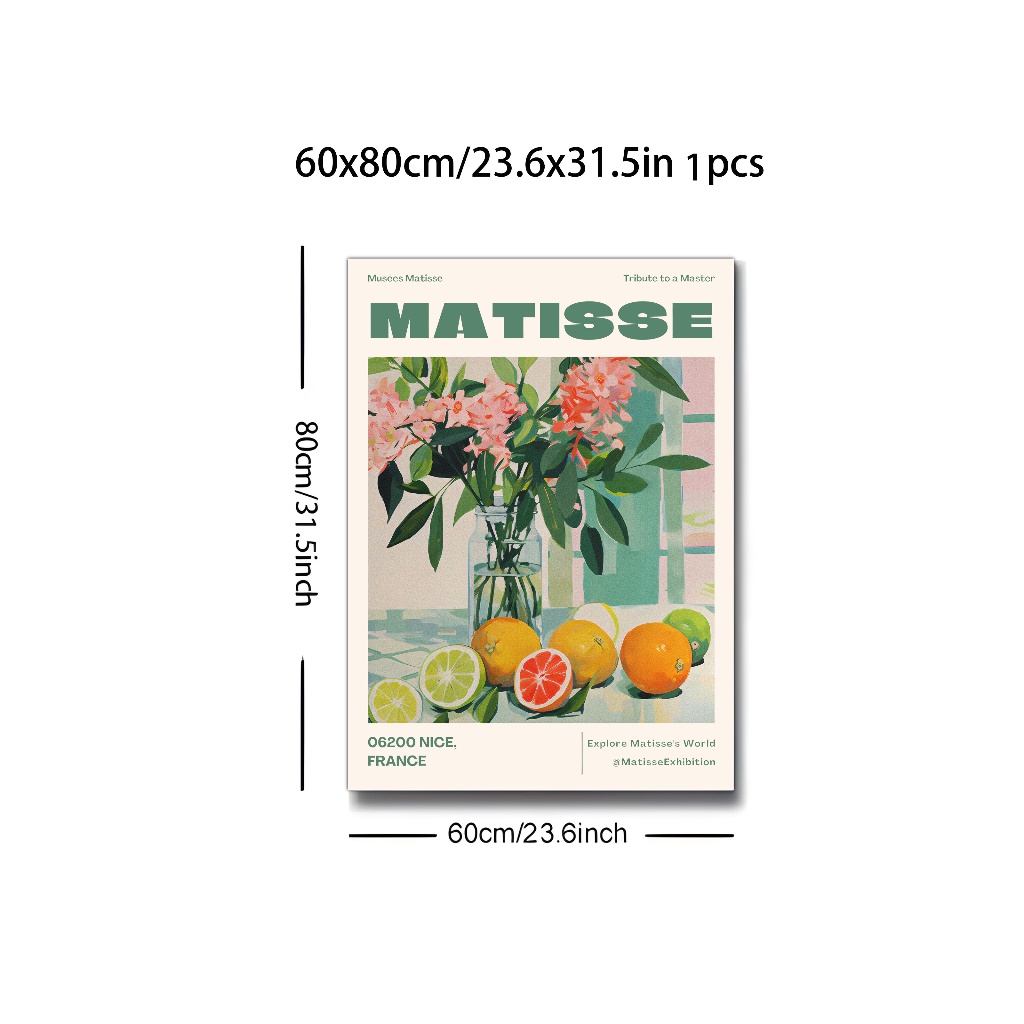 60x80cm/23.6x31.5in 1pcs
Musées Matisse
Tribute to a Master
MATISSE
80cm/31.5inch
06200 NICE,
FRANCE
Explore Matisse's World
@MatisseExhibition
60cm/23.6inch